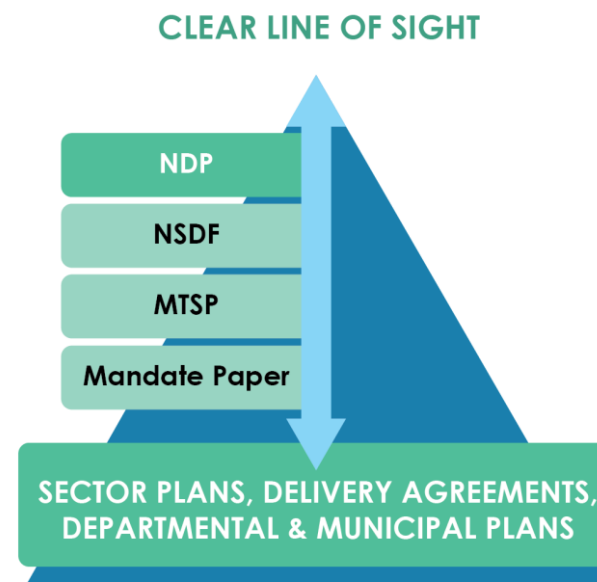 CLEAR LINE OF SIGHT
NDP
NSDF
MTSP
Mandate Paper
SECTOR PLANS, DELIVERY AGREEMENTS,
DEPARTMENTAL & MUNICIPAL PLANS